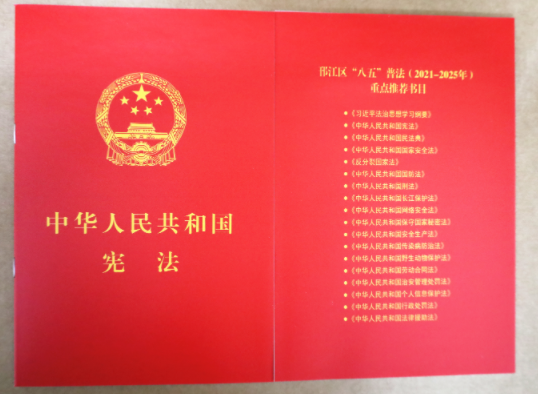 中华人民共和国
宪法
邗江区“八五”普法（2021-2025年）
重点推荐书目
●《习近平法治思想学习纲要》
●《中华人民共和国宪法》
●《中华人民共和国民法典》
●《中华人民共和国国家安全法》
●《反分裂国家法》
●《中华人民共和国国防法》
●《中华人民共和国刑法》
●《中华人民共和国长江保护法》
●《中华人民共和国网络安全法》
●《中华人民共和国保守国家秘密法》
●《中华人民共和国安全生产法》
●《中华人民共和国传染病防治法》
●《中华人民共和国野生动物保护法》
●《中华人民共和国劳动合同法》
●《中华人民共和国治安管理处罚法》
●《中华人民共和国个人信息保护法》
●《中华人民共和国行政处罚法》
●《中华人民共和国法律援助法》